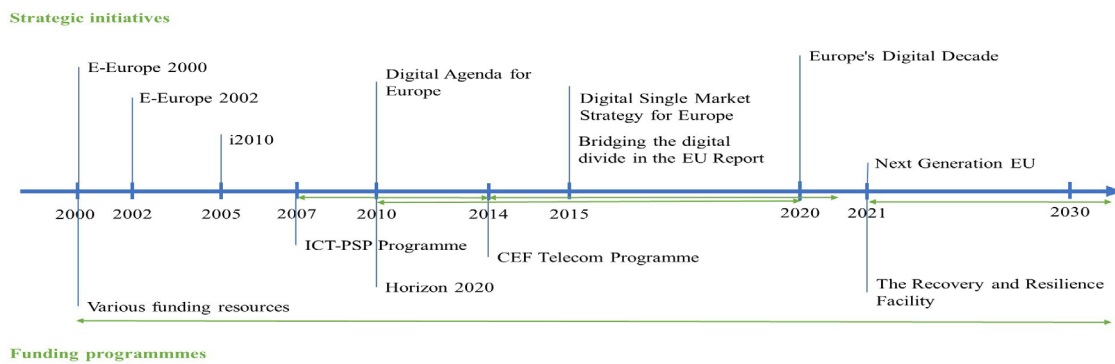 Strategic initiatives
Europe's Digital Decade
E-Europe 2000
Digital Agenda for
Europe
E-Europe 2002
Digital Single Market
Strategy for Europe
i2010
Bridging the digital
divide in the EU Report
Next Generation EU
2000 2002 2005 2007 2010 2014 2015 2020 2021 2030
ICT-PSP Programme
CEF Telecom Programme
Horizon 2020
The Recovery and Resilience
Facility
Various funding resources
Funding programmmes